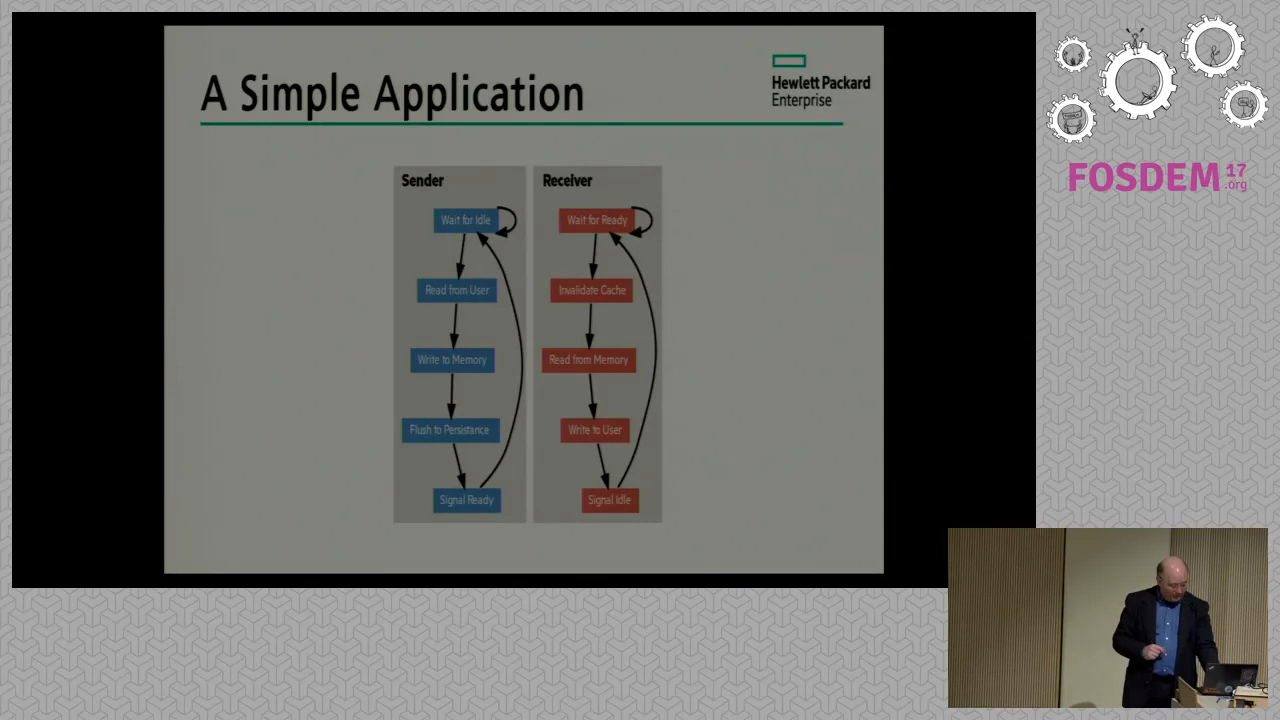 A Simple Application
Hewlett Packard
Enterprise
Sender
Wait for Idle
Read from User
Write to Memory
Flush to Persistance
Signal Ready
Receiver
Wait for Ready
Invalidate Cache
Read from Memory
Write to User
Signal Idle
FOSDEM 17
.org